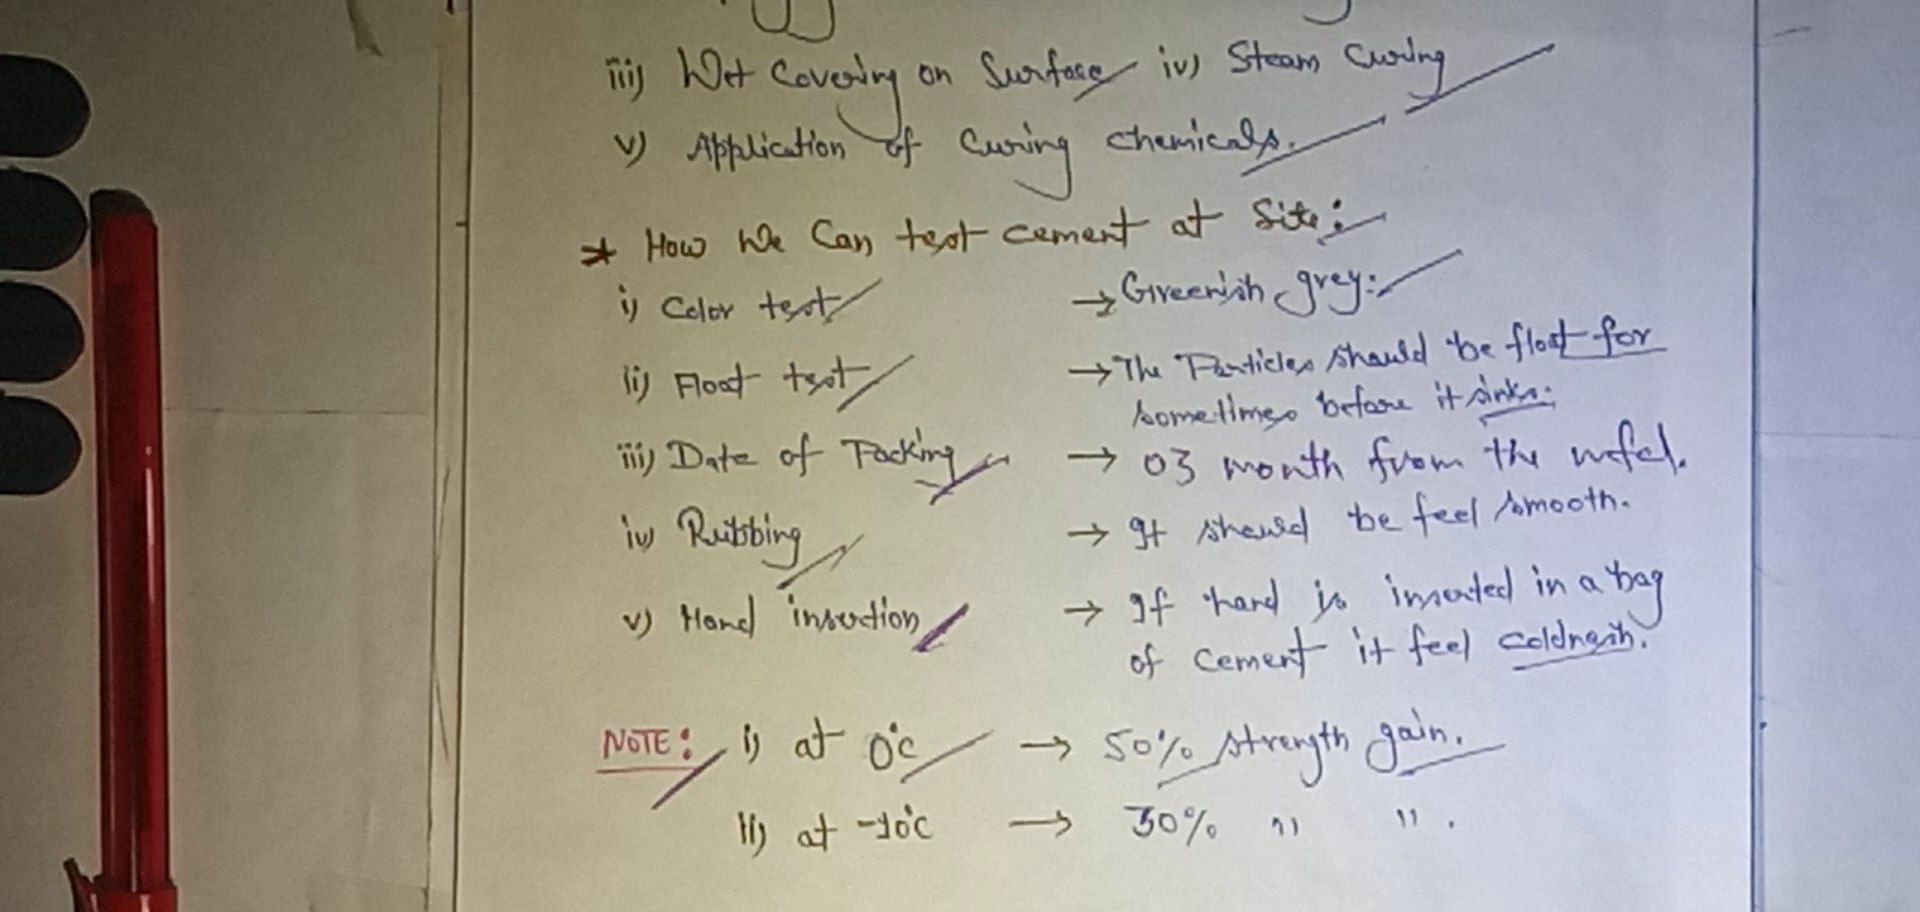 iii) Wet Covering on Surface iv) Steam Curing
v) Application of Curing chemicals.
* How We Can test cement at Site:
i) Color test → Greenish grey:
ii) Float test → The Particles should be float for
sometimes before it sinks:
iii) Date of Packing → 03 month from the mfd.
iv) Rubbing → It should be feel smooth.
v) Hand insertion → If hand is inserted in a bag
of cement it feel coldnesh.
NOTE: i) at 0°c → 50% strength gain.
ii) at -10°c → 30% " " .